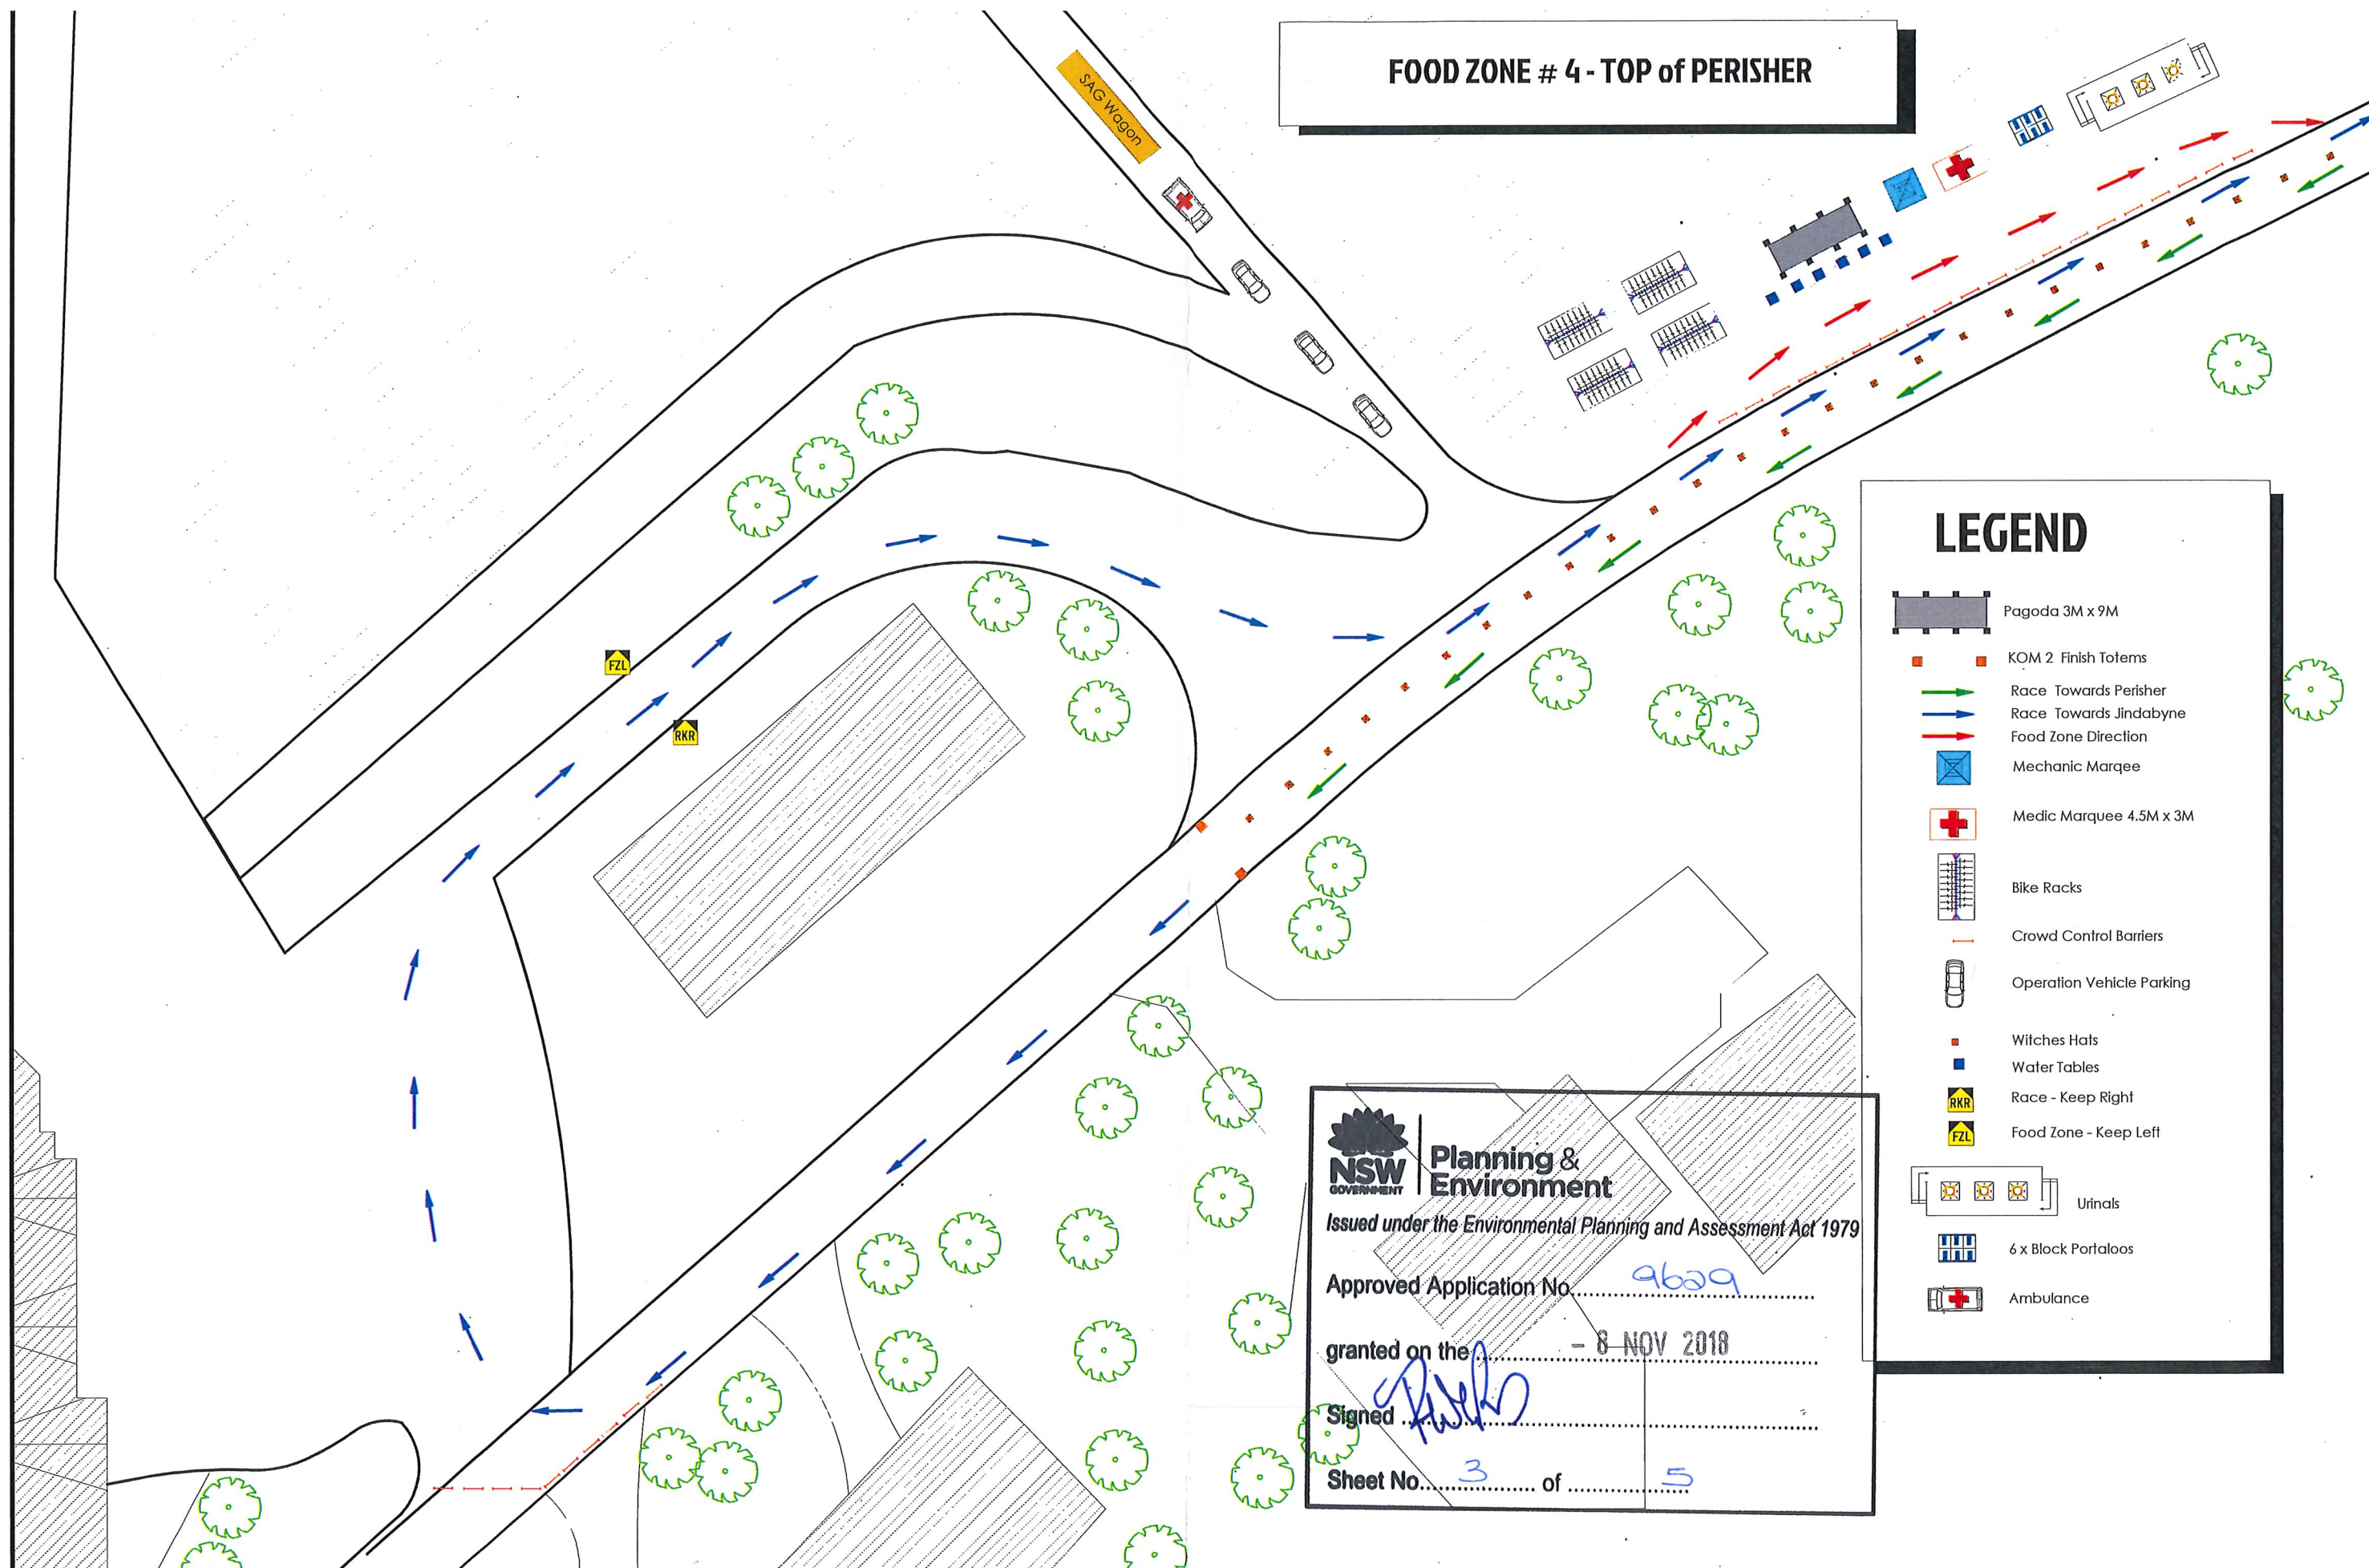 FOOD ZONE # 4 - TOP of PERISHER
SAG Wagon
FZL
RKR
LEGEND
Pagoda 3M x 9M
KOM 2 Finish Totems
Race Towards Perisher
Race Towards Jindabyne
Food Zone Direction
Mechanic Marqee
Medic Marquee 4.5M x 3M
Bike Racks
Crowd Control Barriers
Operation Vehicle Parking
Witches Hats
Water Tables
RKR Race - Keep Right
FZL Food Zone - Keep Left
Urinals
6 x Block Portaloos
Ambulance
NSW
GOVERNMENT
Planning &
Environment
Issued under the Environmental Planning and Assessment Act 1979
Approved Application No. 9629
granted on the - 8 NOV 2018
Signed
Sheet No. 3 of 5